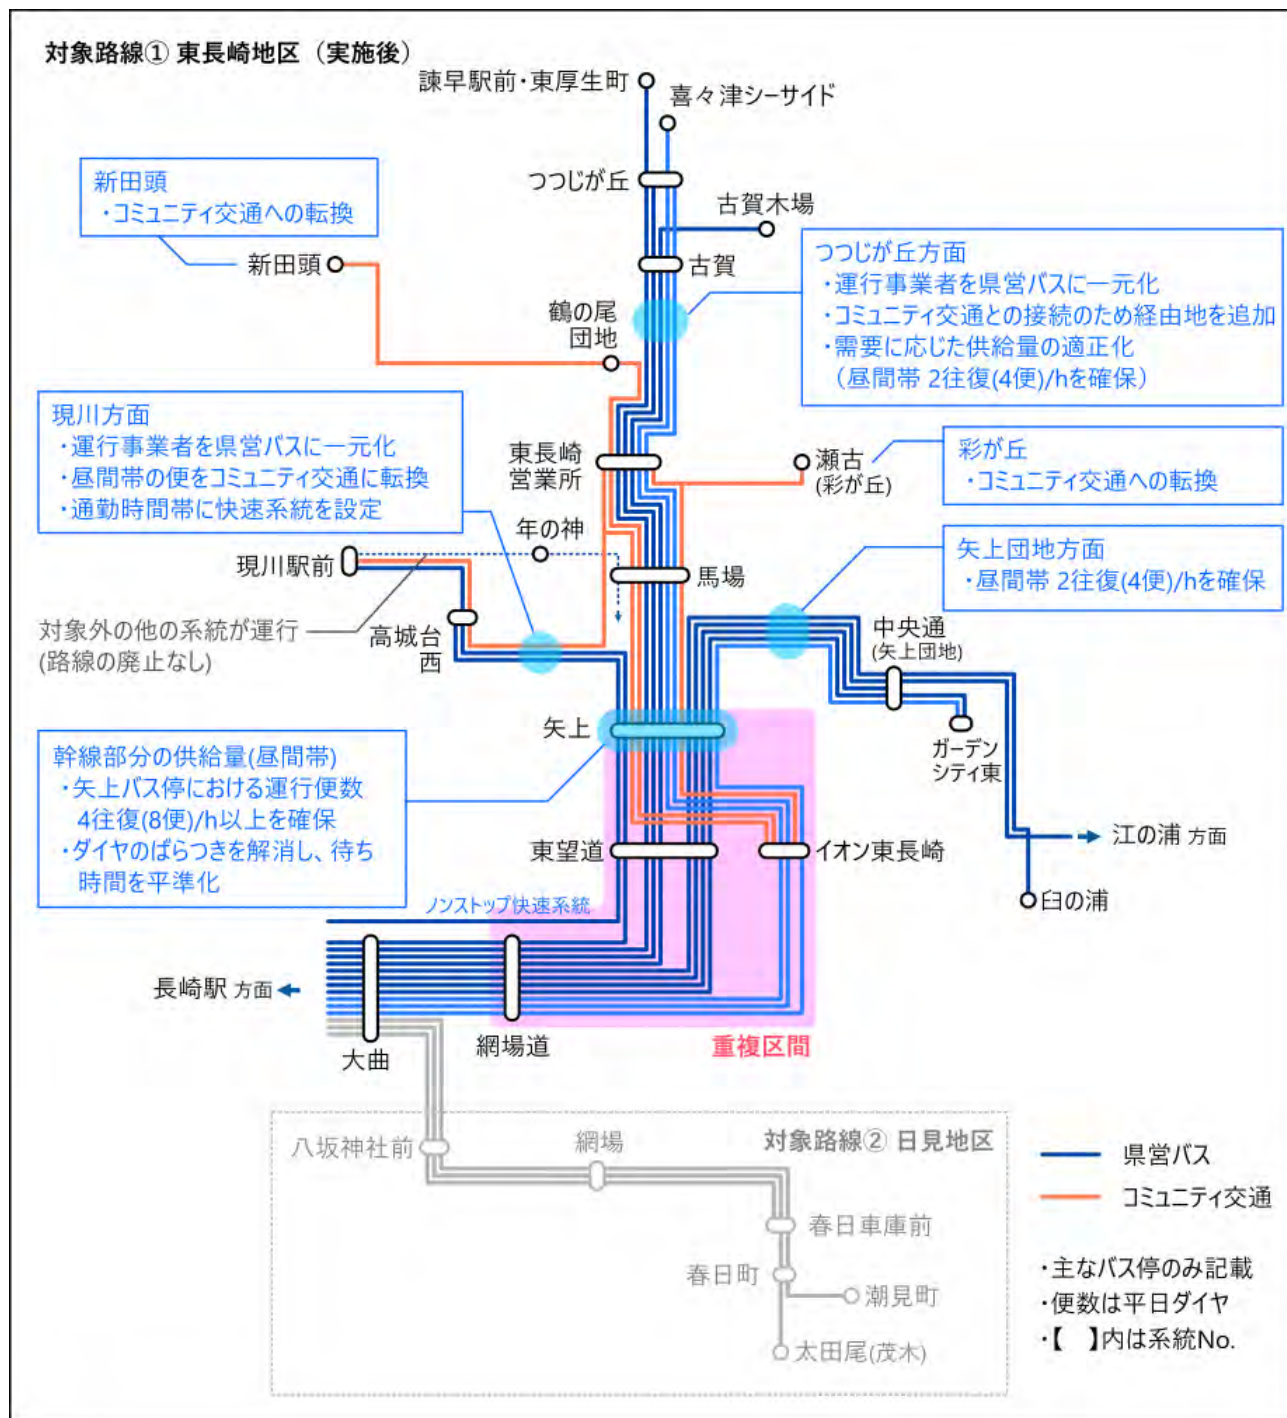 対象路線① 東長崎地区（実施後）
諫早駅前・東厚生町
喜々津シーサイド
つつじが丘
古賀木場
新田頭
・コミュニティ交通への転換
新田頭
古賀
つつじが丘方面
・運行事業者を県営バスに一元化
・コミュニティ交通との接続のため経由地を追加
・需要に応じた供給量の適正化
（昼間帯 2往復(4便)/hを確保）
鶴の尾
団地
現川方面
・運行事業者を県営バスに一元化
・昼間帯の便をコミュニティ交通に転換
・通勤時間帯に快速系統を設定
東長崎
営業所
瀬古
(彩が丘)
彩が丘
・コミュニティ交通への転換
年の神
現川駅前
馬場
矢上団地方面
・昼間帯 2往復(4便)/hを確保
対象外の他の系統が運行
(路線の廃止なし)
高城台
西
中央通
(矢上団地)
矢上
ガーデン
シティ東
幹線部分の供給量(昼間帯)
・矢上バス停における運行便数
4往復(8便)/h以上を確保
・ダイヤのばらつきを解消し、待ち
時間を平準化
東望道
イオン東長崎
江の浦 方面
臼の浦
ノンストップ快速系統
長崎駅 方面
大曲
網場道
重複区間
対象路線② 日見地区
八坂神社前
網場
春日車庫前
春日町
潮見町
太田尾(茂木)
県営バス
コミュニティ交通
・主なバス停のみ記載
・便数は平日ダイヤ
・【　】内は系統No.